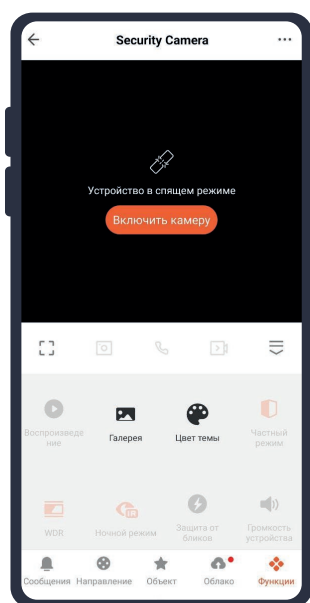 Security Camera
Устройство в спящем режиме
Включить камеру
Воспроизведе
ние
Галерея
Цвет темы
Частный
режим
WDR
Ночной режим
Защита от
бликов
Громкость
устройства
Сообщения
Направление
Объект
Облако
Функции